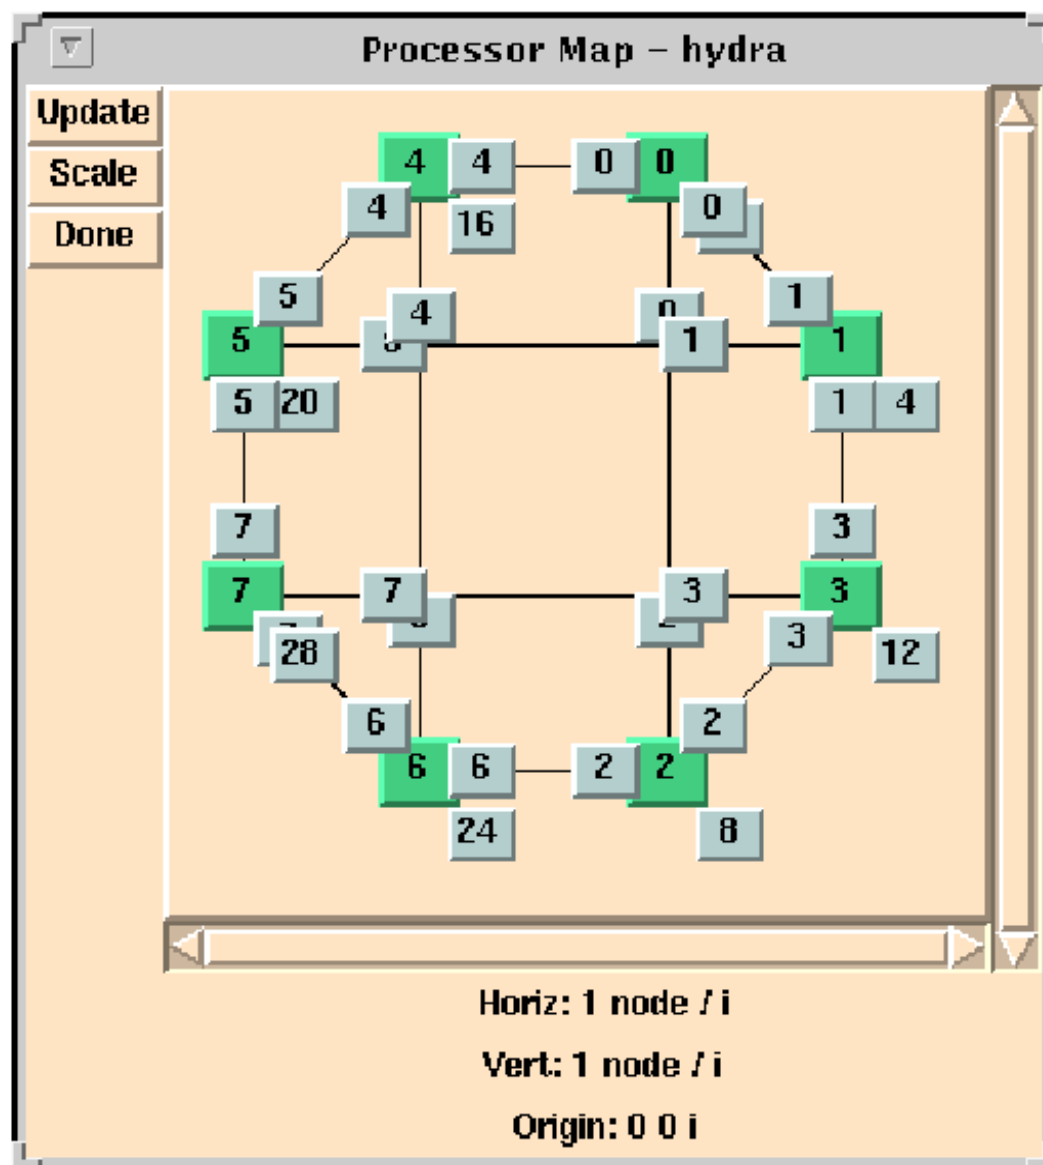 Processor Map – hydra
Update
Scale
Done
4 4 0 0
4 16 0
5 4 1
5 1 1
5 20 1 4
7 3
7 7 3 3
28 3 12
6 2
6 6 2 2
24 8
Horiz: 1 node / i
Vert: 1 node / i
Origin: 0 0 i